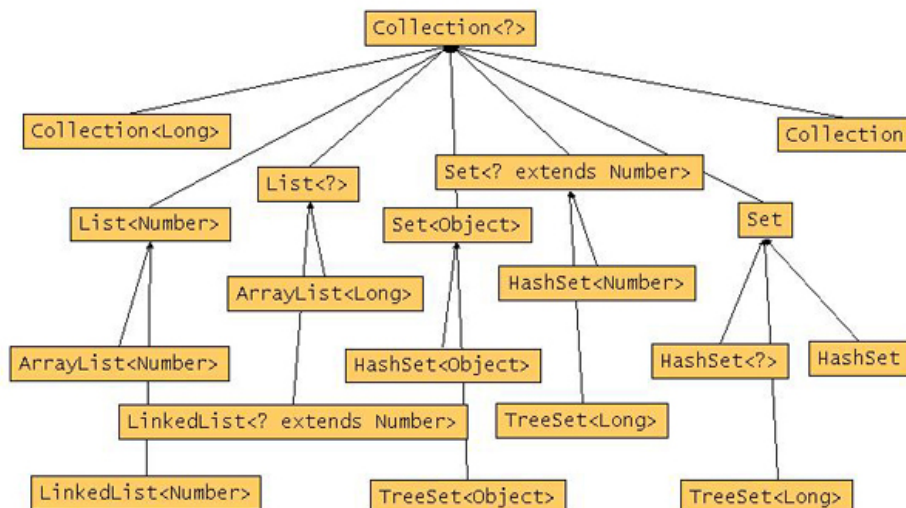 Collection<?>
Collection<Long>
Collection
List<?>
Set<? extends Number>
List<Number>
Set<Object>
Set
ArrayList<Long>
HashSet<Number>
ArrayList<Number>
HashSet<Object>
HashSet<?>
HashSet
LinkedList<? extends Number>
TreeSet<Long>
LinkedList<Number>
TreeSet<Object>
TreeSet<Long>